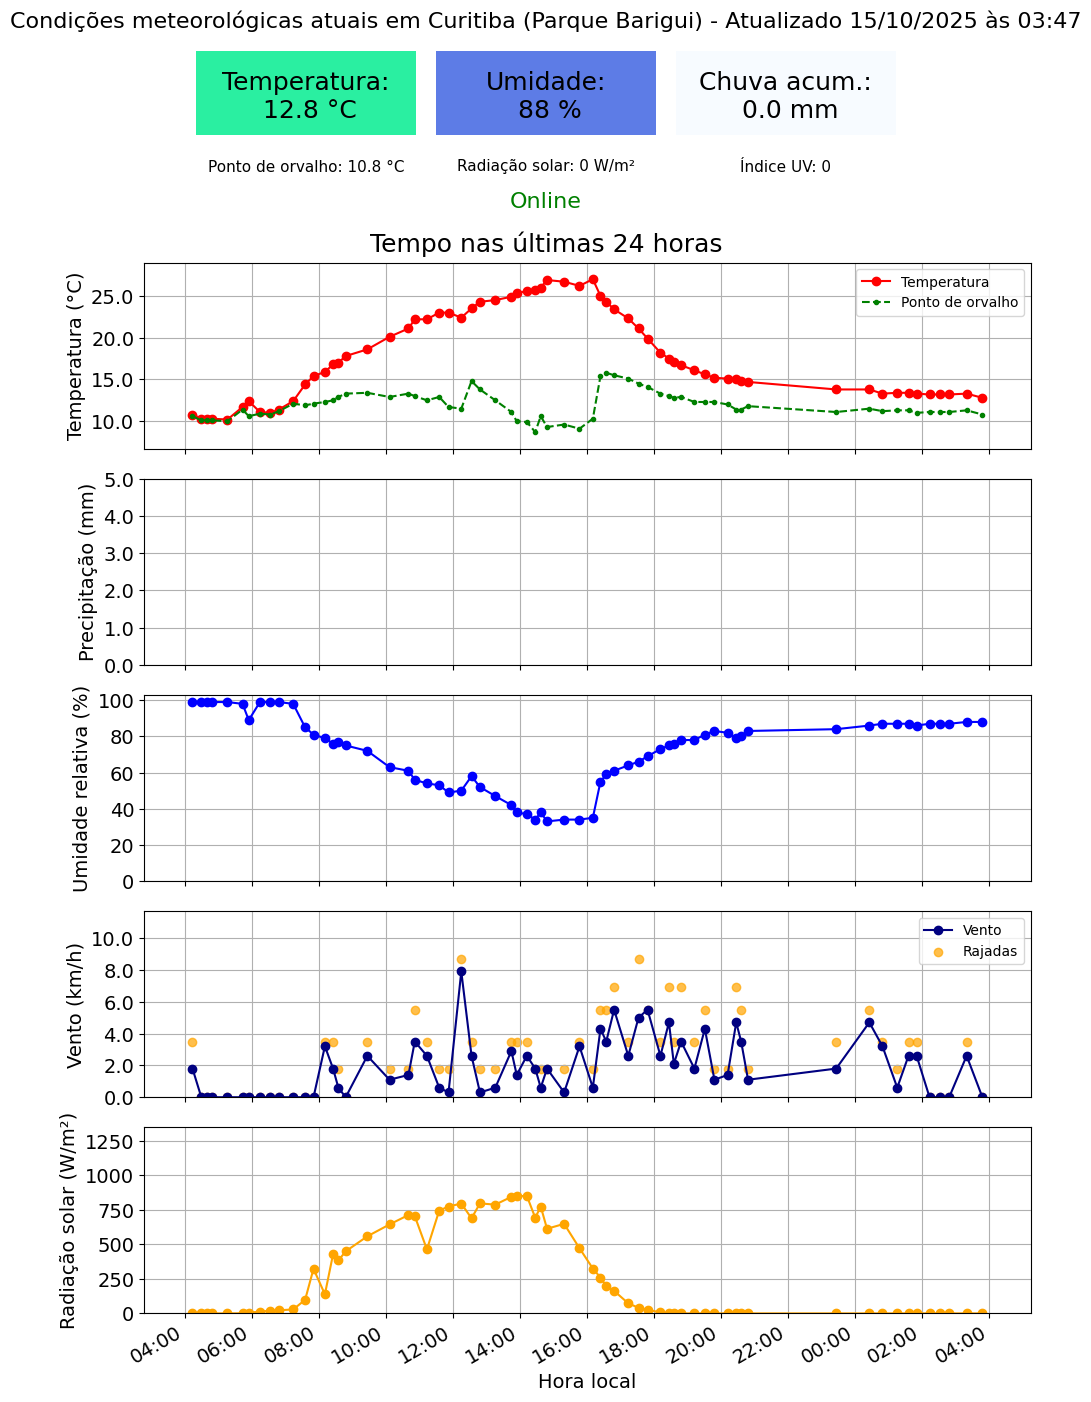 Condições meteorológicas atuais em Curitiba (Parque Barigui) - Atualizado 15/10/2025 às 03:47
Temperatura:
12.8 °C
Umidade:
88 %
Chuva acum.:
0.0 mm
Ponto de orvalho: 10.8 °C
Radiação solar: 0 W/m²
Índice UV: 0
Online
Tempo nas últimas 24 horas
Temperatura (°C)
25.0
20.0
15.0
10.0
Temperatura
Ponto de orvalho
Precipitação (mm)
5.0
4.0
3.0
2.0
1.0
0.0
Umidade relativa (%)
100
80
60
40
20
0
Vento (km/h)
10.0
8.0
6.0
4.0
2.0
0.0
Vento
Rajadas
Radiação solar (W/m²)
1250
1000
750
500
250
0
04:00
06:00
08:00
10:00
12:00
14:00
16:00
18:00
20:00
22:00
00:00
02:00
04:00
Hora local